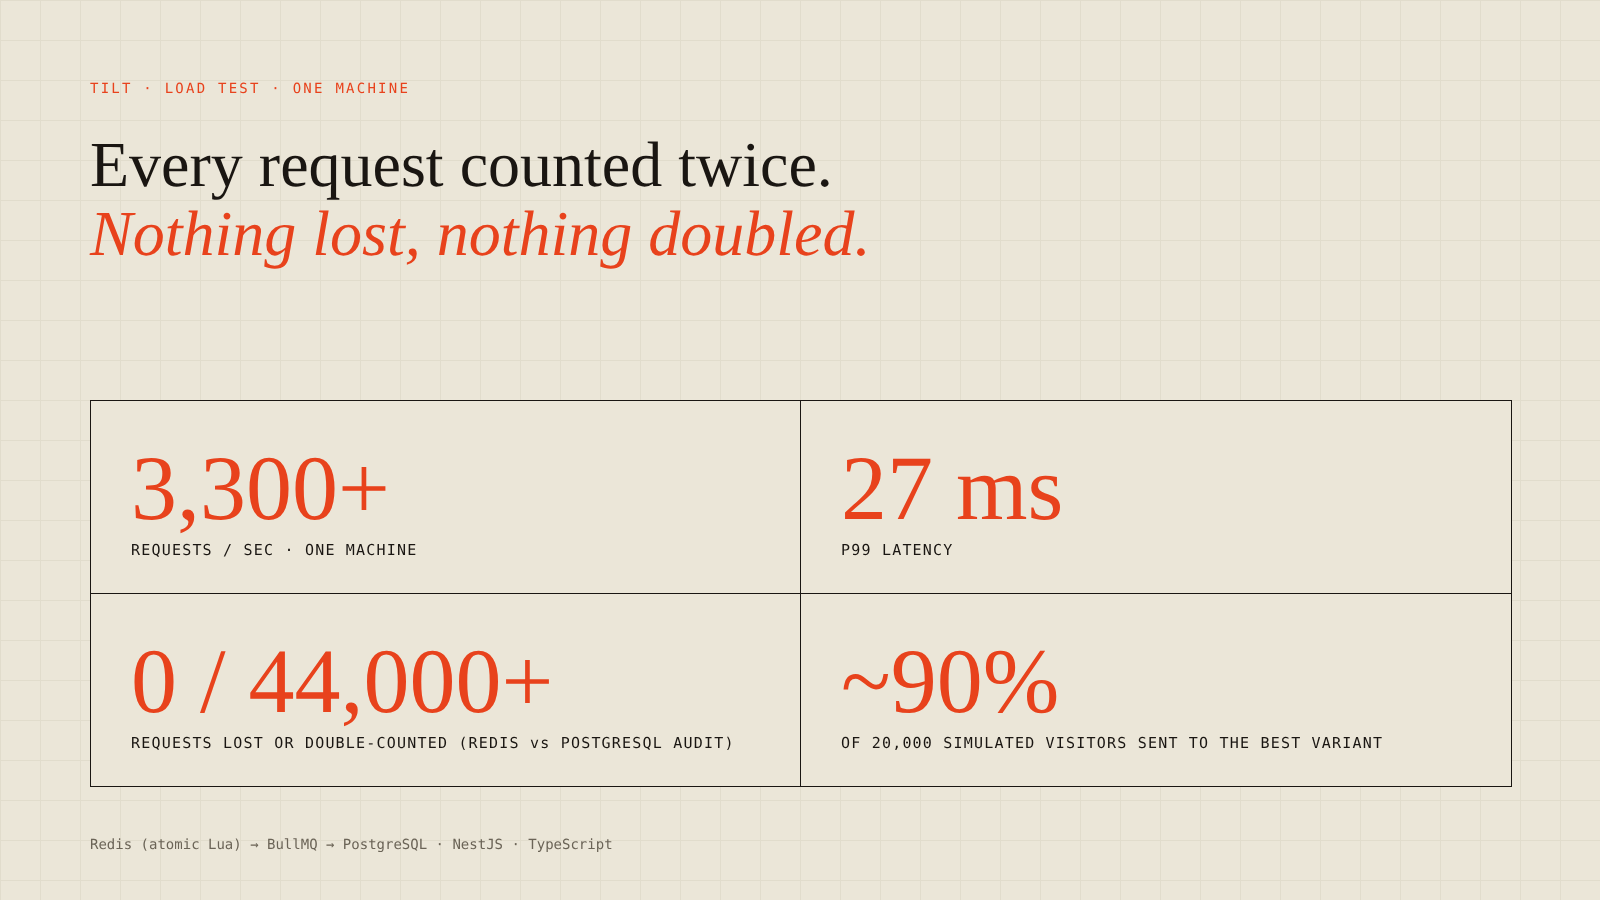 TILT · LOAD TEST · ONE MACHINE
Every request counted twice.
Nothing lost, nothing doubled.
3,300+
REQUESTS / SEC · ONE MACHINE
27 ms
P99 LATENCY
0 / 44,000+
REQUESTS LOST OR DOUBLE-COUNTED (REDIS vs POSTGRESQL AUDIT)
~90%
OF 20,000 SIMULATED VISITORS SENT TO THE BEST VARIANT
Redis (atomic Lua) → BullMQ → PostgreSQL · NestJS · TypeScript